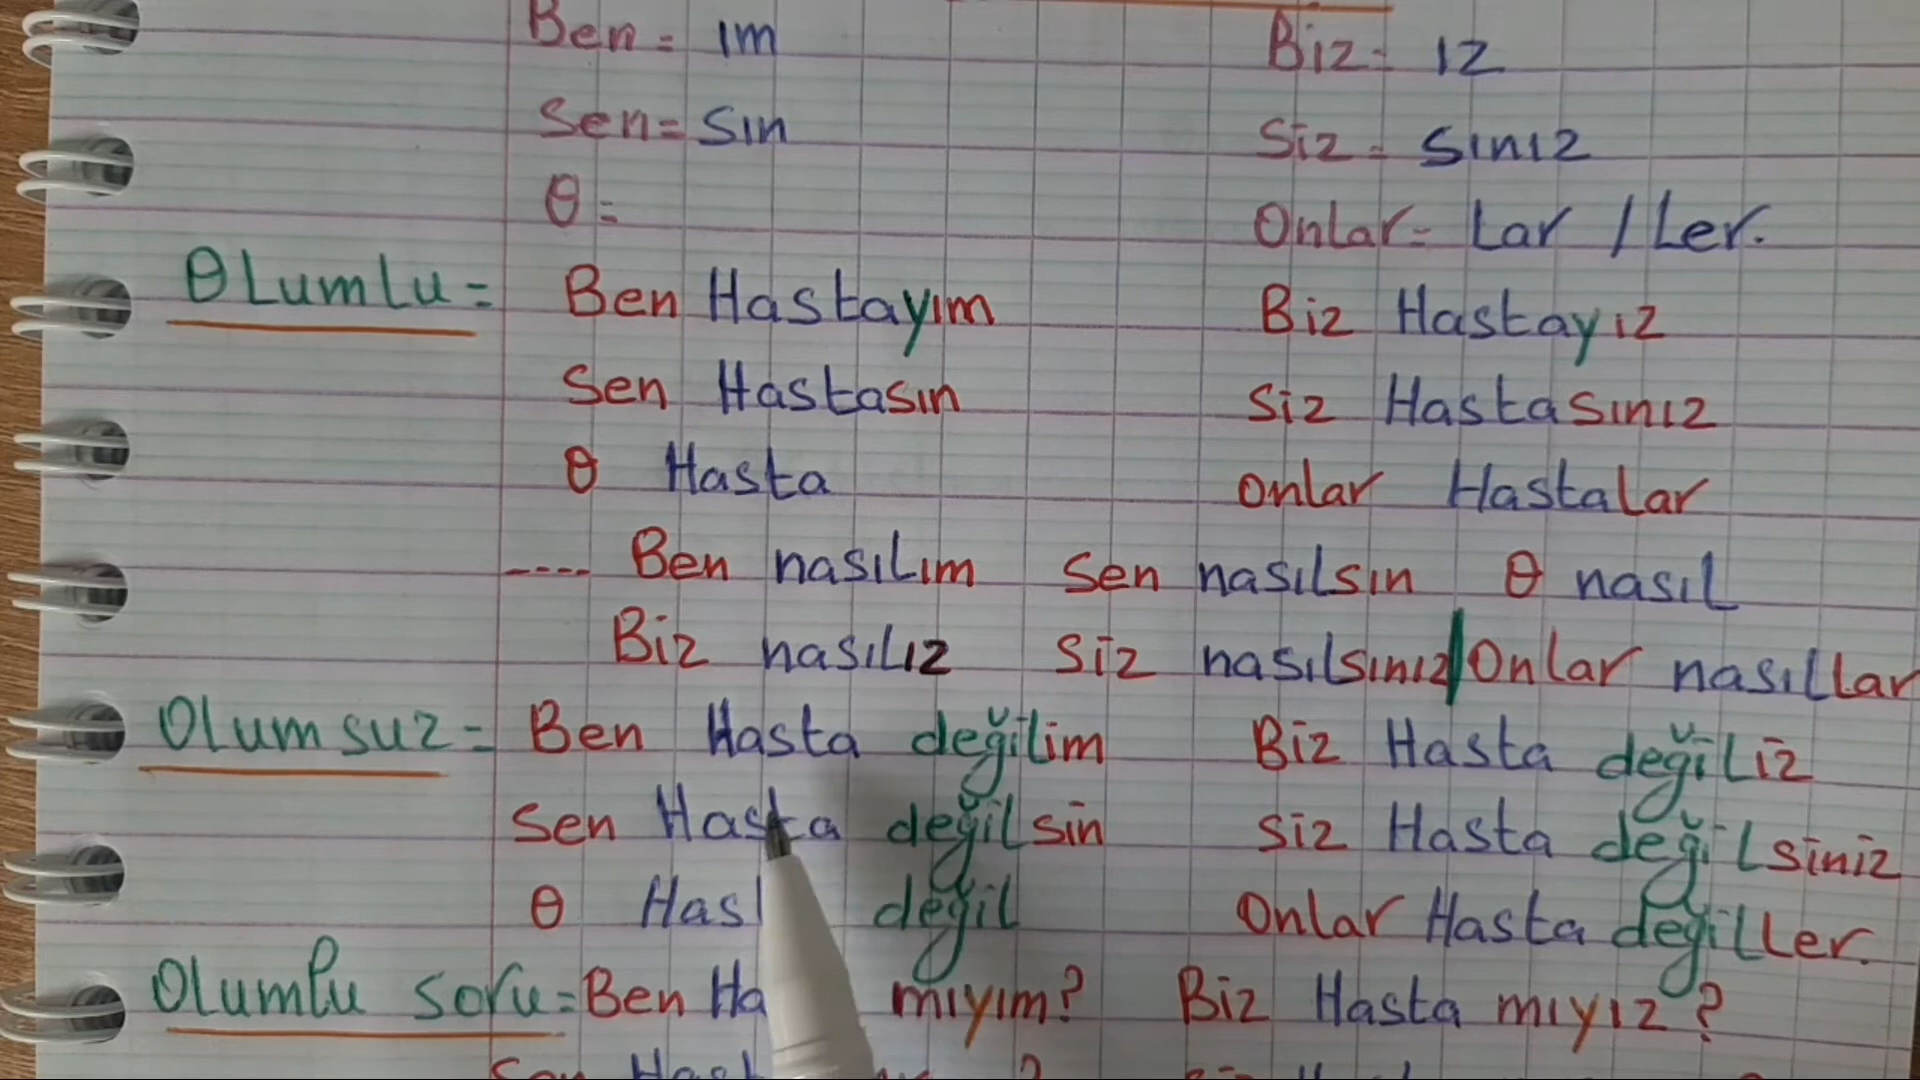 Ben = ım Biz = ız
Sen = sın Siz = sınız
O = Onlar = Lar / Ler.
OLumLu = Ben Hastayım Biz Hastayız
Sen Hastasın Siz Hastasınız
O Hasta Onlar HastaLar
---- Ben nasıLım Sen nasılsın O nasıL
Biz nasıLız Siz nasıLsınız / OnLar nasıLLar
OLumsuz = Ben Hasta değilim Biz Hasta değiLiz
Sen Hasta değilsin Siz Hasta değiLsiniz
O değil OnLar Hasta değiLLer.
OLumlu soru = Ben mıyım? Biz Hasta mıyız?